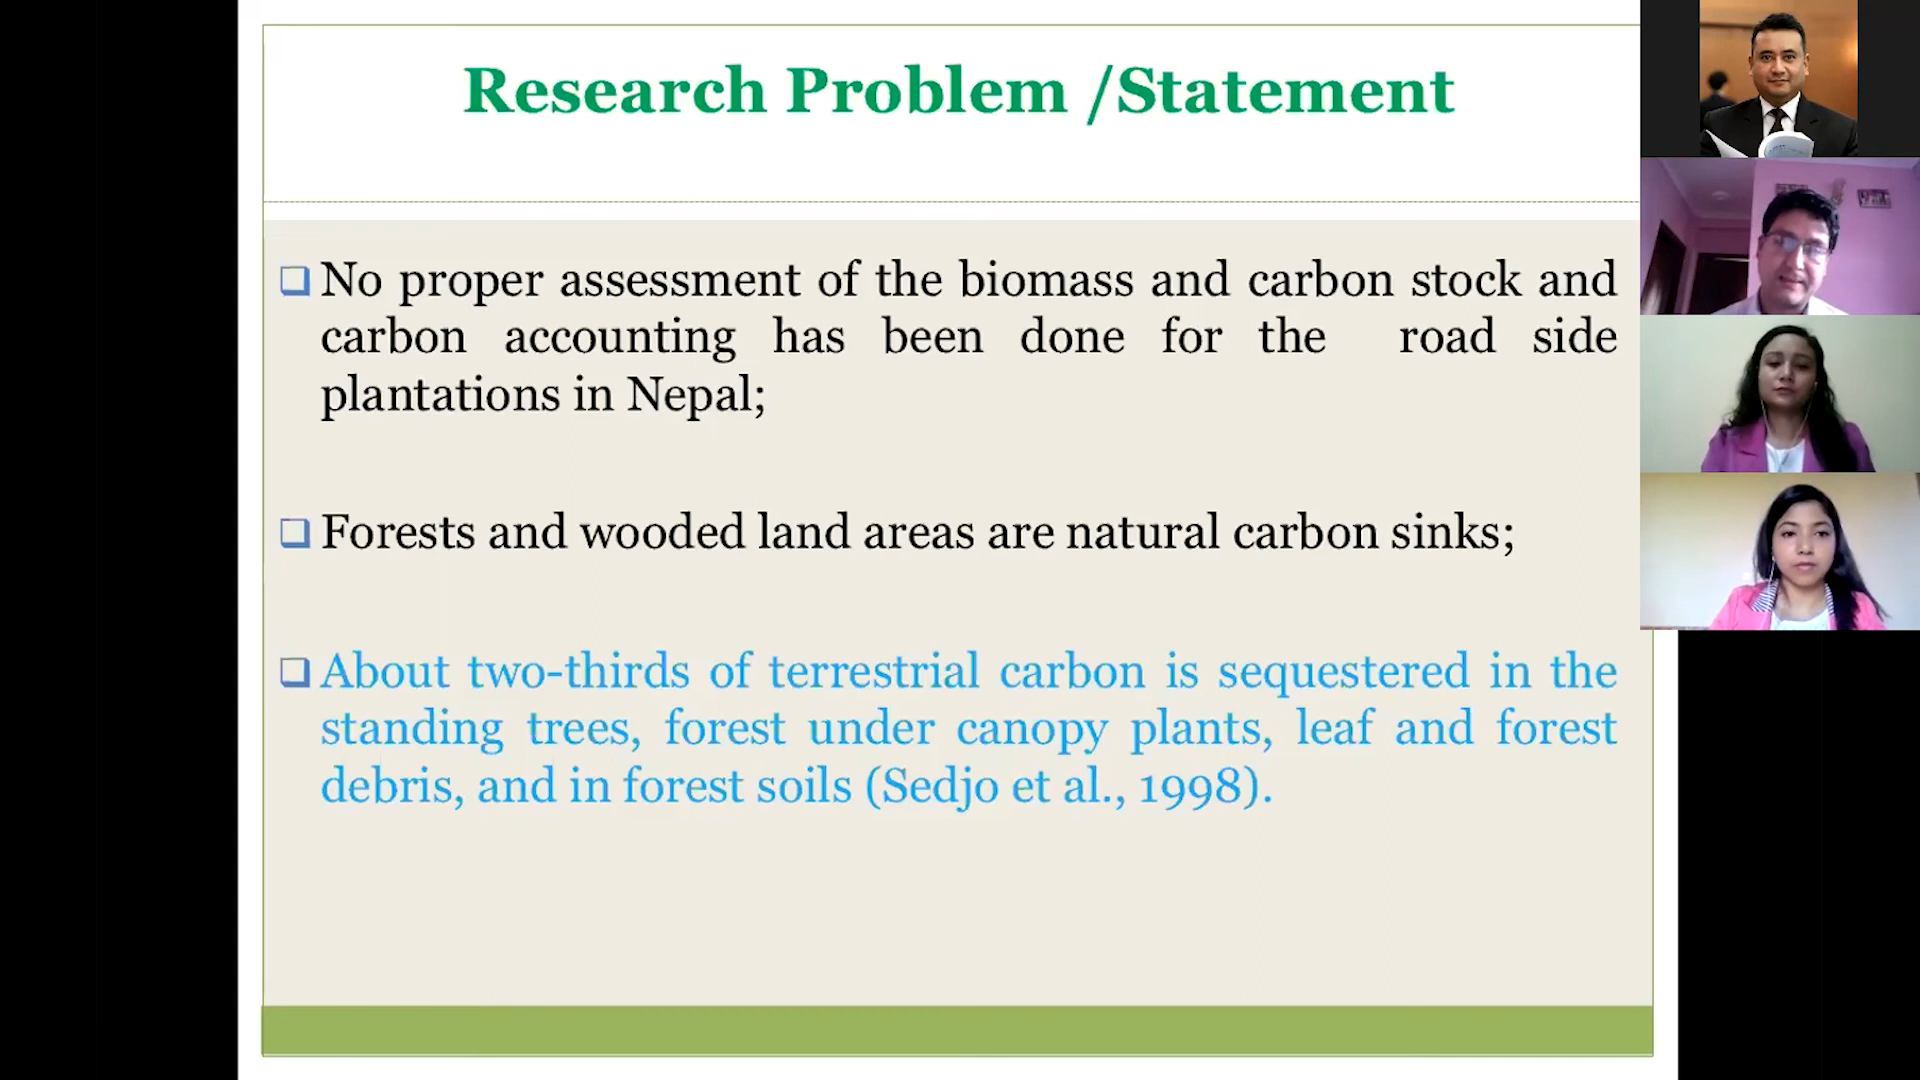 Research Problem /Statement
No proper assessment of the biomass and carbon stock and
carbon accounting has been done for the road side
plantations in Nepal;
Forests and wooded land areas are natural carbon sinks;
About two-thirds of terrestrial carbon is sequestered in the
standing trees, forest under canopy plants, leaf and forest
debris, and in forest soils (Sedjo et al., 1998).